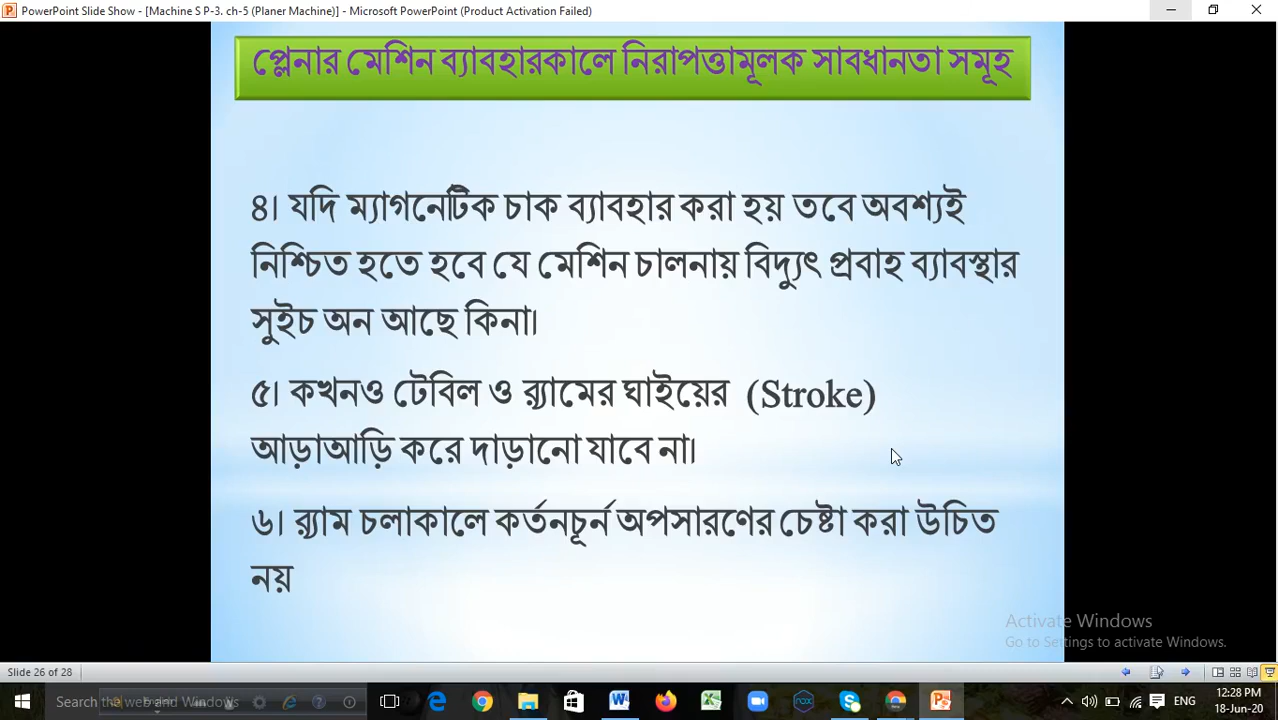 PowerPoint Slide Show - [Machine S P-3. ch-5 (Planer Machine)] - Microsoft PowerPoint (Product Activation Failed)
প্লেনার মেশিন ব্যাবহারকালে নিরাপত্তামূলক সাবধানতা সমূহ
৪। যদি ম্যাগনেটিক চাক ব্যাবহার করা হয় তবে অবশ্যই
নিশ্চিত হতে হবে যে মেশিন চালনায় বিদ্যুৎ প্রবাহ ব্যাবস্থার
সুইচ অন আছে কিনা।
৫। কখনও টেবিল ও র‍্যামের ঘাইয়ের (Stroke)
আড়াআড়ি করে দাড়ানো যাবে না।
৬। র‍্যাম চলাকালে কর্তনচূর্ন অপসারণের চেষ্টা করা উচিত
নয়
Activate Windows
Go to Settings to activate Windows.
Slide 26 of 28
Search the web and Windows
English
ENG
12:28 PM
18-Jun-20